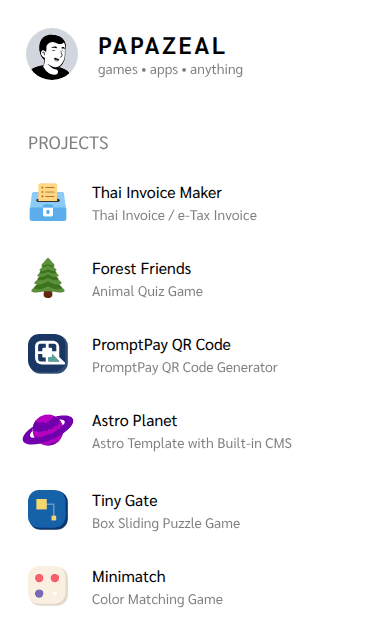 PAPAZEAL
games • apps • anything
PROJECTS
Thai Invoice Maker
Thai Invoice / e-Tax Invoice
Forest Friends
Animal Quiz Game
PromptPay QR Code
PromptPay QR Code Generator
Astro Planet
Astro Template with Built-in CMS
Tiny Gate
Box Sliding Puzzle Game
Minimatch
Color Matching Game